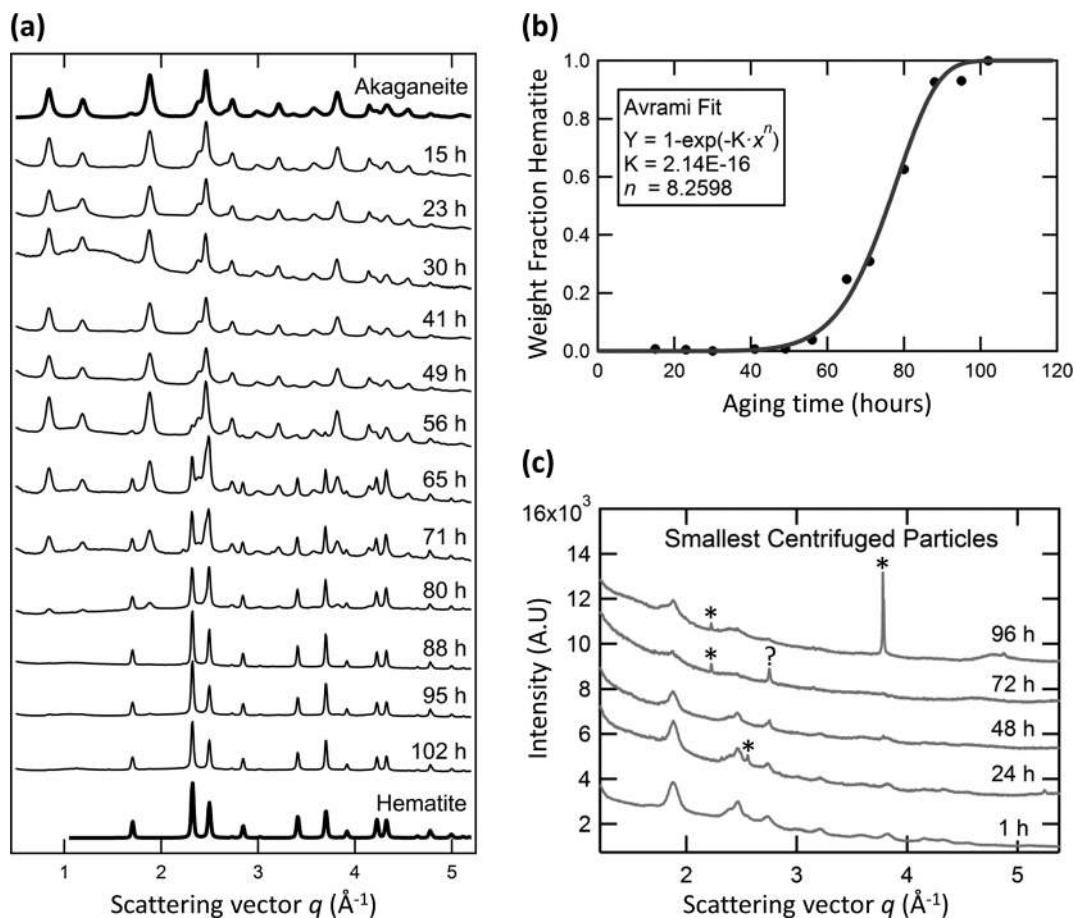 (a)
Akaganeite
15 h
23 h
30 h
41 h
49 h
56 h
65 h
71 h
80 h
88 h
95 h
102 h
Hematite
1 2 3 4 5
Scattering vector q (Å⁻¹)
(b)
Weight Fraction Hematite
1.0
0.8
0.6
0.4
0.2
0.0
Avrami Fit
Y = 1-exp(-K·xⁿ)
K = 2.14E-16
n = 8.2598
0 20 40 60 80 100 120
Aging time (hours)
(c)
Intensity (A.U)
16x10³
14
12
10
8
6
4
2
Smallest Centrifuged Particles
* *
96 h
* ?
72 h
48 h
*
24 h
1 h
2 3 4 5
Scattering vector q (Å⁻¹)